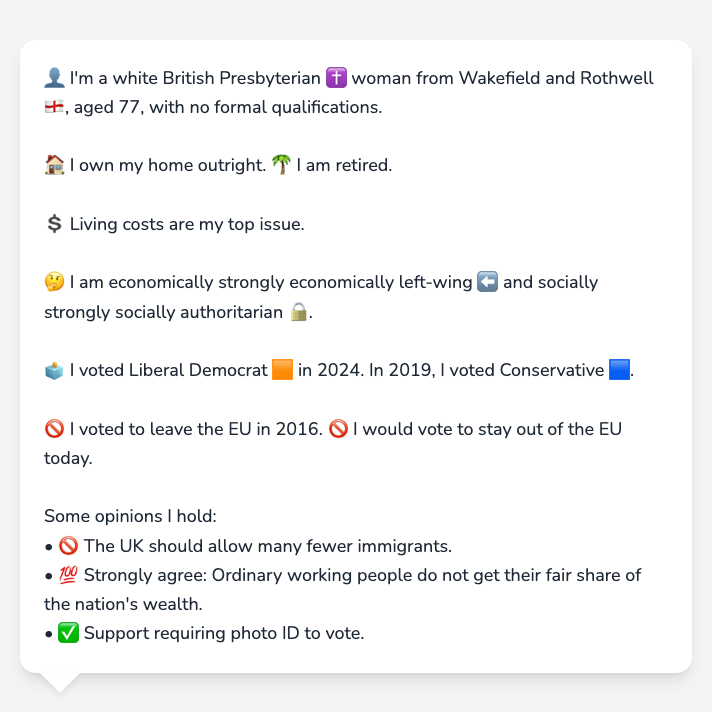 👤 I'm a white British Presbyterian ✝️ woman from Wakefield and Rothwell
🏴󠁧󠁢󠁥󠁮󠁧󠁿, aged 77, with no formal qualifications.
🏠 I own my home outright. 🌴 I am retired.
💲 Living costs are my top issue.
🤔 I am economically strongly economically left-wing ⬅️ and socially
strongly socially authoritarian 🔒.
🗳️ I voted Liberal Democrat 🟧 in 2024. In 2019, I voted Conservative 🟦.
🚫 I voted to leave the EU in 2016. 🚫 I would vote to stay out of the EU
today.
Some opinions I hold:
• 🚫 The UK should allow many fewer immigrants.
• 💯 Strongly agree: Ordinary working people do not get their fair share of
the nation's wealth.
• ✅ Support requiring photo ID to vote.